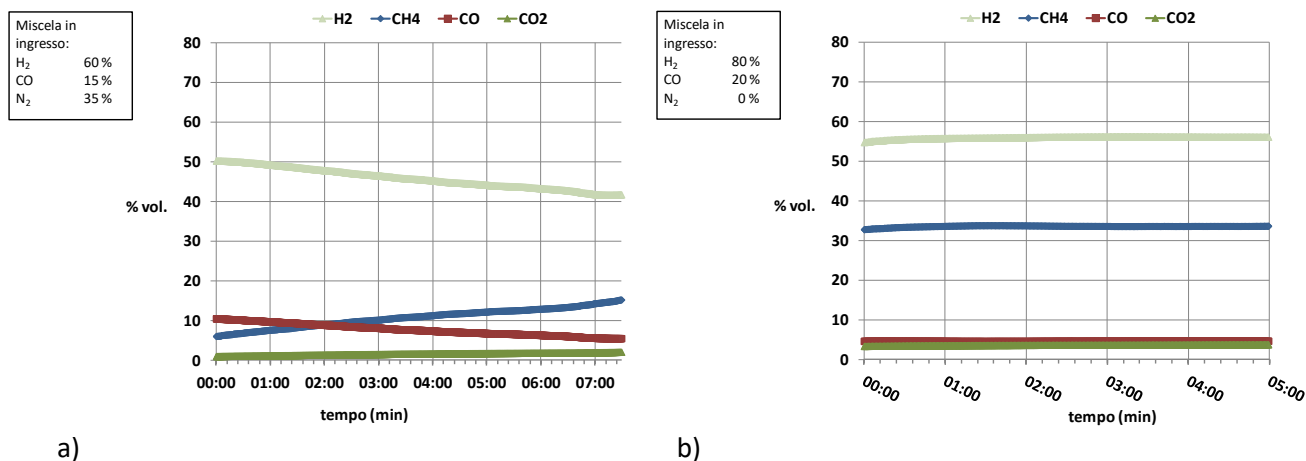 Miscela in
ingresso:
H₂ 60 %
CO 15 %
N₂ 35 %
H2 CH4 CO CO2
80
70
60
50
40
30
20
10
0
% vol.
00:00 01:00 02:00 03:00 04:00 05:00 06:00 07:00
tempo (min)
a)
Miscela in
ingresso:
H₂ 80 %
CO 20 %
N₂ 0 %
H2 CH4 CO CO2
80
70
60
50
40
30
20
10
0
% vol.
00:00 01:00 02:00 03:00 04:00 05:00
tempo (min)
b)